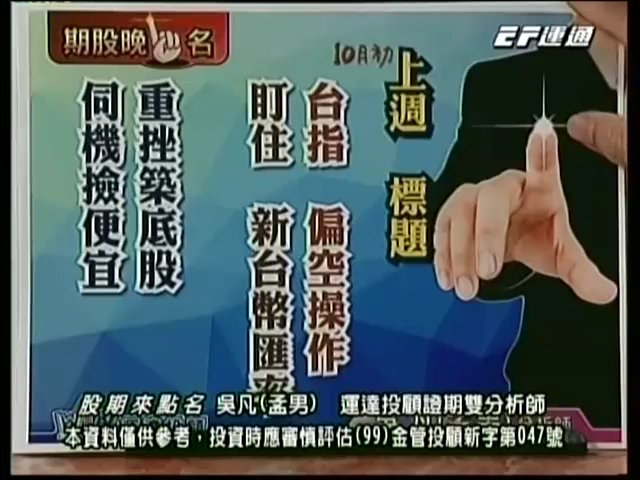 期股晚 名
EF運通
10月初
上週 標題
台指 偏空操作
盯住 新台幣匯
重挫築底股
伺機撿便宜
股期來點名 吳凡(孟男) 運達投顧證期雙分析師
本資料僅供參考，投資時應審慎評估(99)金管投顧新字第047號